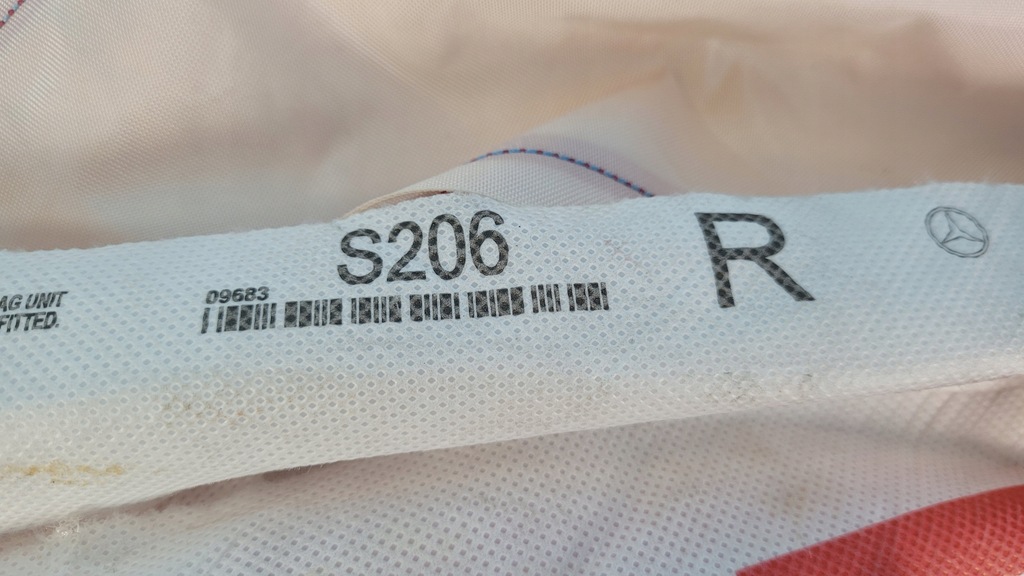 AG UNIT
FITTED.
S206
09683
R